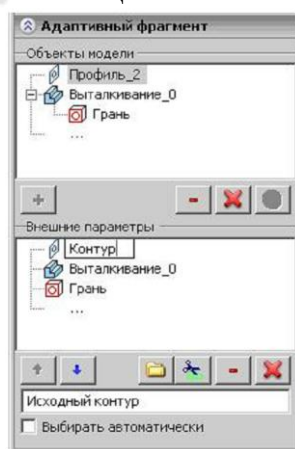 Адаптивный фрагмент
Объекты модели
Профиль_2
Выталкивание_0
Грань
...
Внешние параметры
Контур
Выталкивание_0
Грань
...
Исходный контур
Выбирать автоматически